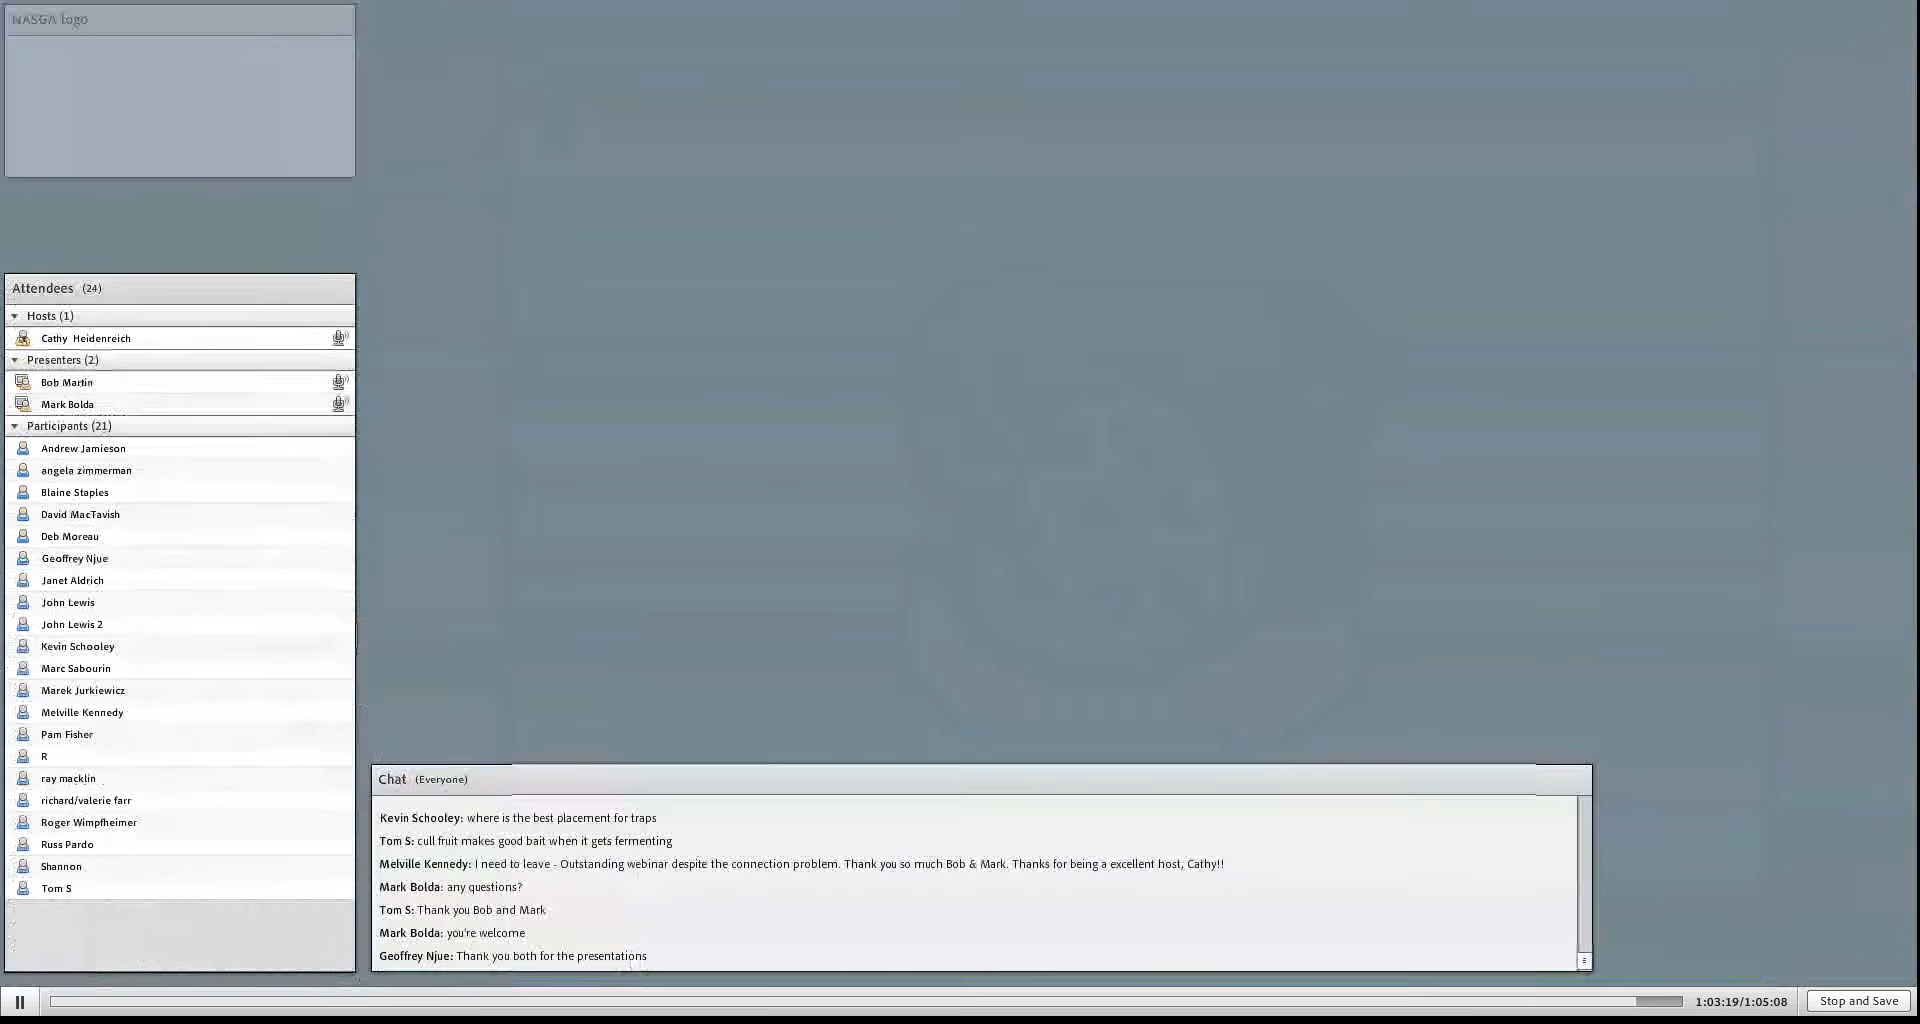 NASGA logo
Attendees (24)
Hosts (1)
Cathy Heidenreich
Presenters (2)
Bob Martin
Mark Bolda
Participants (21)
Andrew Jamieson
angela zimmerman
Blaine Staples
David MacTavish
Deb Moreau
Geoffrey Njue
Janet Aldrich
John Lewis
John Lewis 2
Kevin Schooley
Marc Sabourin
Marek Jurkiewicz
Melville Kennedy
Pam Fisher
R
ray macklin
richard/valerie farr
Roger Wimpfheimer
Russ Pardo
Shannon
Tom S
Chat (Everyone)
Kevin Schooley: where is the best placement for traps
Tom S: cull fruit makes good bait when it gets fermenting
Melville Kennedy: I need to leave - Outstanding webinar despite the connection problem. Thank you so much Bob & Mark. Thanks for being a excellent host, Cathy!!
Mark Bolda: any questions?
Tom S: Thank you Bob and Mark
Mark Bolda: you're welcome
Geoffrey Njue: Thank you both for the presentations
1:03:19/1:05:08
Stop and Save